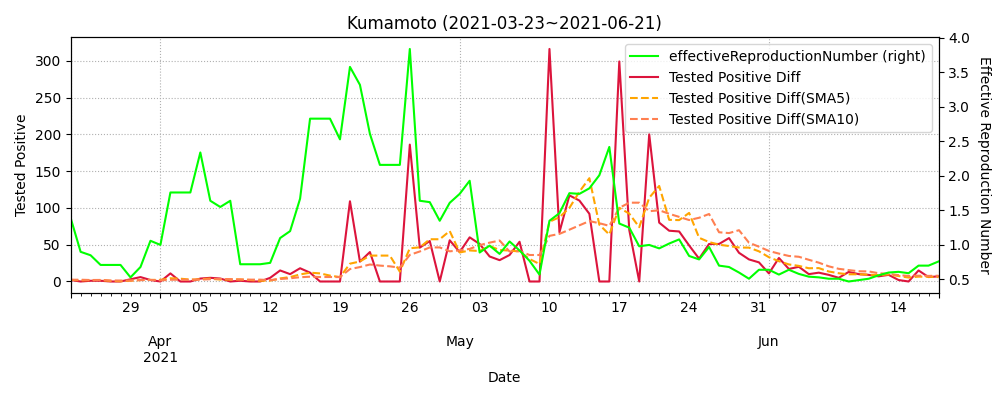 Kumamoto (2021-03-23~2021-06-21)
effectiveReproductionNumber (right)
Tested Positive Diff
Tested Positive Diff(SMA5)
Tested Positive Diff(SMA10)
Tested Positive
300
250
200
150
100
50
0
4.0
3.5
3.0
2.5
2.0
1.5
1.0
0.5
Effective Reproduction Number
29 05 12 19 26 03 10 17 24 31 07 14
Apr May Jun
2021
Date